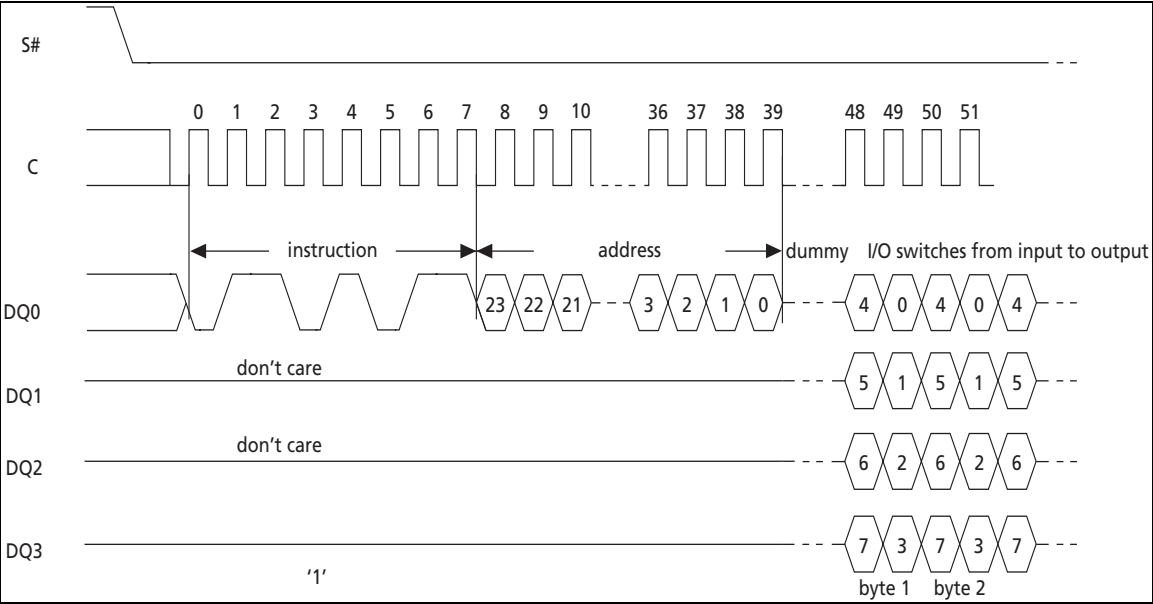 S#
0 1 2 3 4 5 6 7 8 9 10 36 37 38 39 48 49 50 51
C
instruction address dummy I/O switches from input to output
DQ0 23 22 21 3 2 1 0 4 0 4 0 4
don't care
DQ1 5 1 5 1 5
don't care
DQ2 6 2 6 2 6
DQ3 7 3 7 3 7
'1' byte 1 byte 2